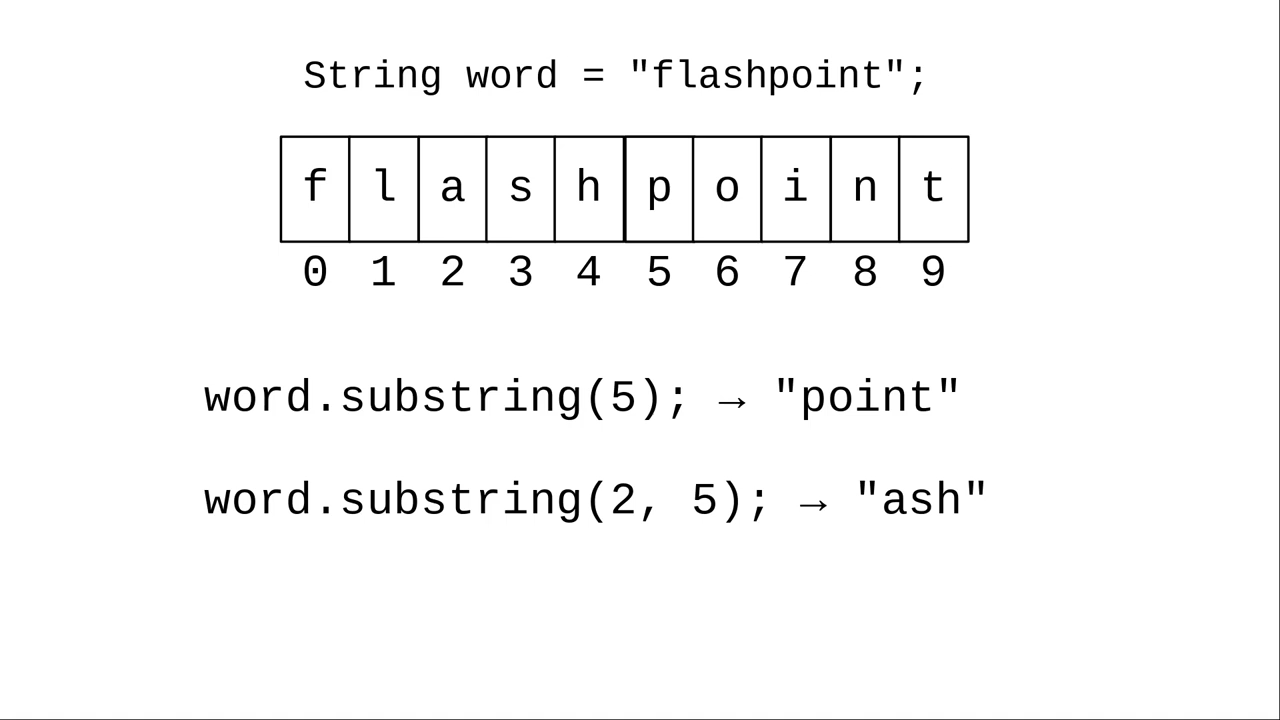 String word = "flashpoint";
f l a s h p o i n t
0 1 2 3 4 5 6 7 8 9
word.substring(5); → "point"
word.substring(2, 5); → "ash"